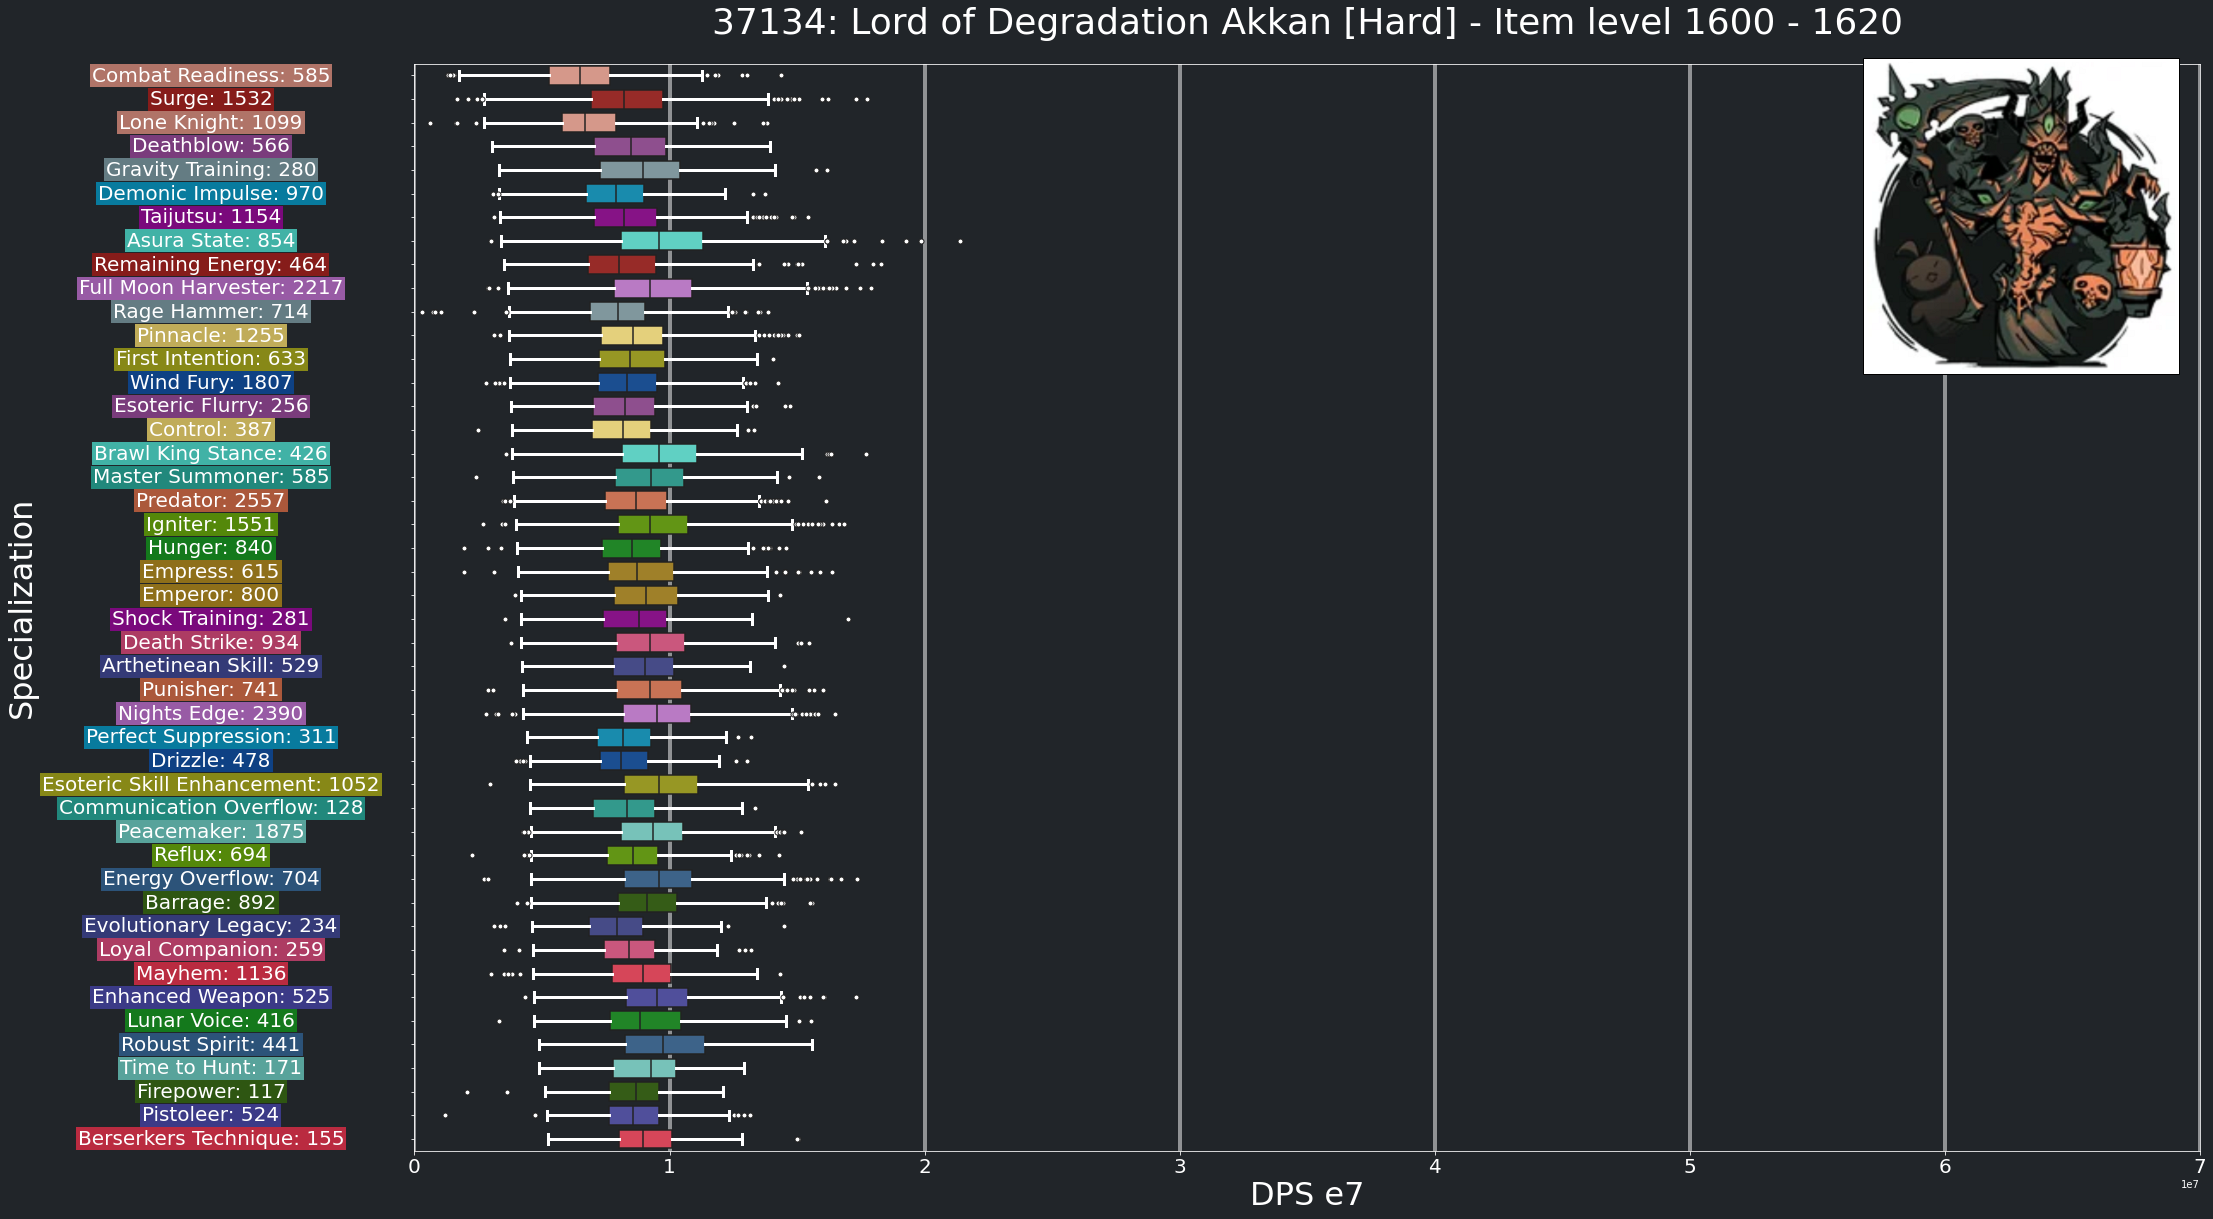 37134: Lord of Degradation Akkan [Hard] - Item level 1600 - 1620
Specialization
Combat Readiness: 585
Surge: 1532
Lone Knight: 1099
Deathblow: 566
Gravity Training: 280
Demonic Impulse: 970
Taijutsu: 1154
Asura State: 854
Remaining Energy: 464
Full Moon Harvester: 2217
Rage Hammer: 714
Pinnacle: 1255
First Intention: 633
Wind Fury: 1807
Esoteric Flurry: 256
Control: 387
Brawl King Stance: 426
Master Summoner: 585
Predator: 2557
Igniter: 1551
Hunger: 840
Empress: 615
Emperor: 800
Shock Training: 281
Death Strike: 934
Arthetinean Skill: 529
Punisher: 741
Nights Edge: 2390
Perfect Suppression: 311
Drizzle: 478
Esoteric Skill Enhancement: 1052
Communication Overflow: 128
Peacemaker: 1875
Reflux: 694
Energy Overflow: 704
Barrage: 892
Evolutionary Legacy: 234
Loyal Companion: 259
Mayhem: 1136
Enhanced Weapon: 525
Lunar Voice: 416
Robust Spirit: 441
Time to Hunt: 171
Firepower: 117
Pistoleer: 524
Berserkers Technique: 155
0 1 2 3 4 5 6 7
1e7
DPS e7